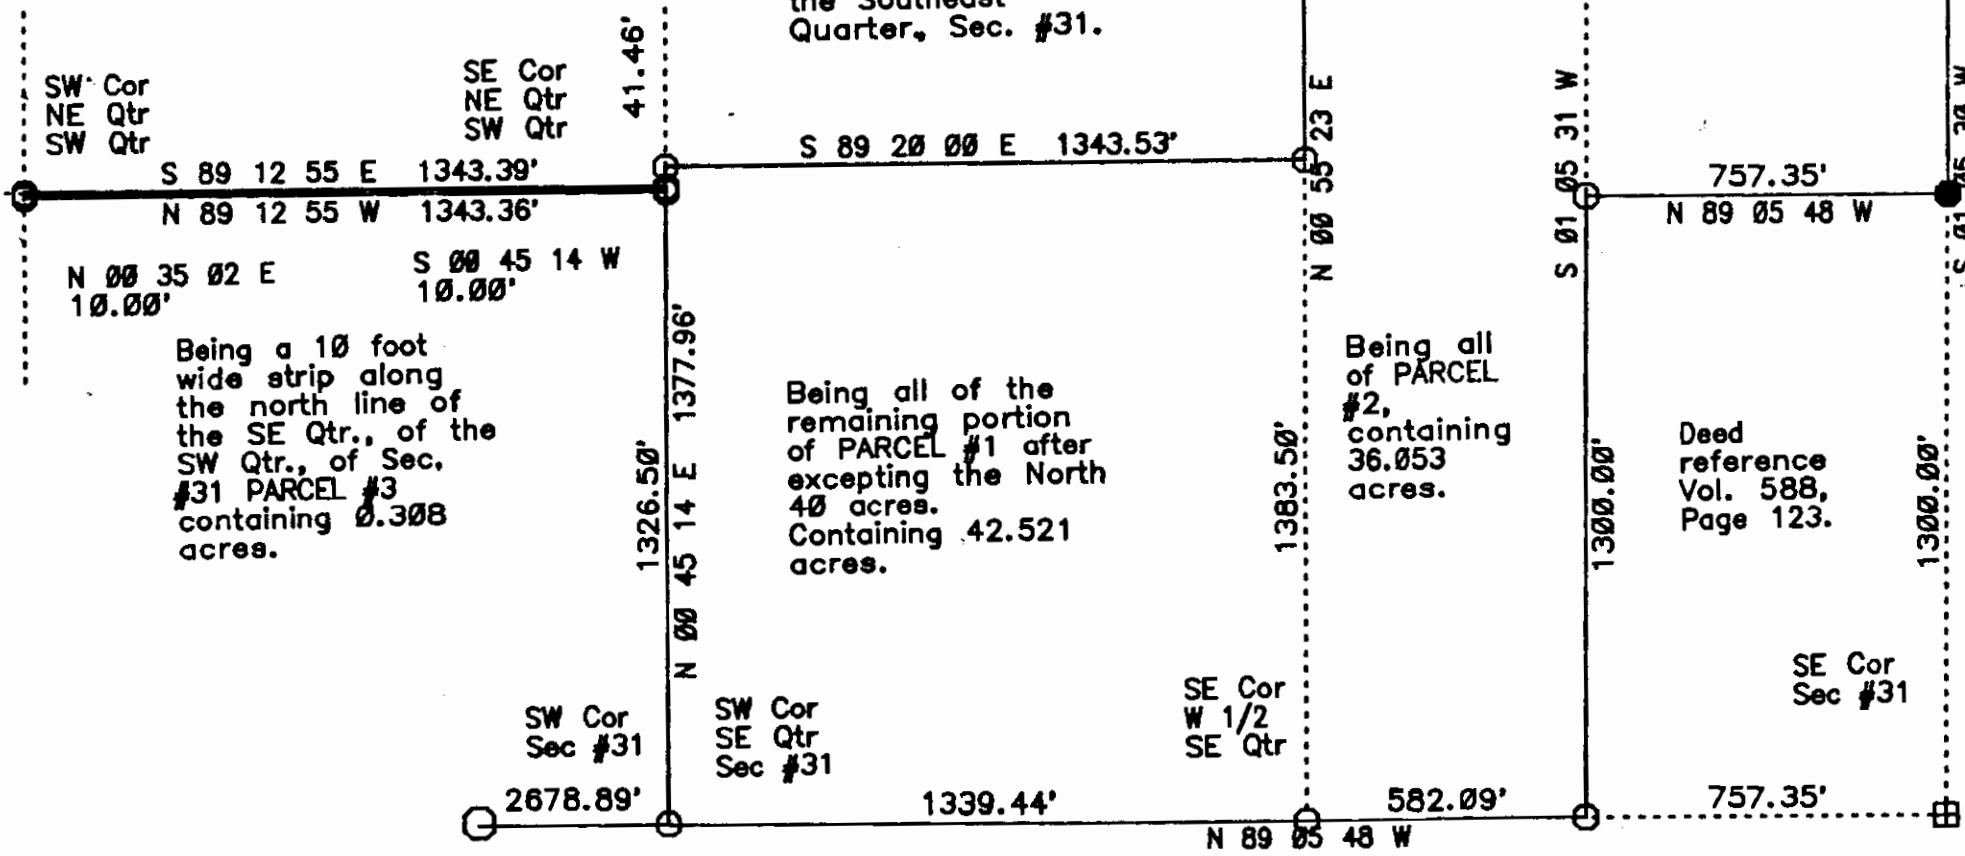 the Southeast
Quarter, Sec. #31.
41.46'
SW Cor
NE Qtr
SW Qtr
SE Cor
NE Qtr
SW Qtr
S 89 12 55 E 1343.39'
N 89 12 55 W 1343.36'
S 89 20 00 E 1343.53'
N 00 55 23 E
S 01 05 31 W
757.35'
N 89 05 48 W
N 00 35 02 E
10.00'
S 00 45 14 W
10.00'
Being a 10 foot
wide strip along
the north line of
the SE Qtr., of the
SW Qtr., of Sec.
#31 PARCEL #3
containing 0.308
acres.
1326.50'
N 00 45 14 E 1377.96'
Being all of the
remaining portion
of PARCEL #1 after
excepting the North
40 acres.
Containing 42.521
acres.
1383.50'
Being all
of PARCEL
#2,
containing
36.053
acres.
1300.00'
Deed
reference
Vol. 588,
Page 123.
1300.00'
SE Cor
Sec #31
SW Cor
Sec #31
SW Cor
SE Qtr
Sec #31
SE Cor
W 1/2
SE Qtr
2678.89'
1339.44'
582.09'
757.35'
N 89 05 48 W